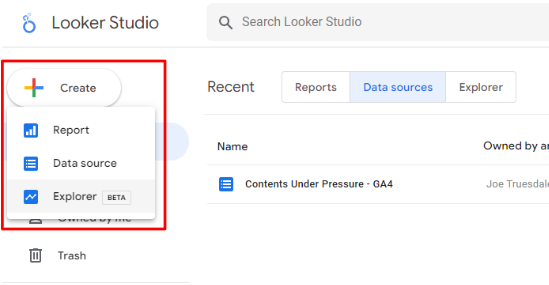 Looker Studio
Search Looker Studio
Create
Report
Data source
Explorer BETA
Owned by me
Trash
Recent
Reports
Data sources
Explorer
Name
Owned by
Contents Under Pressure - GA4
Joe